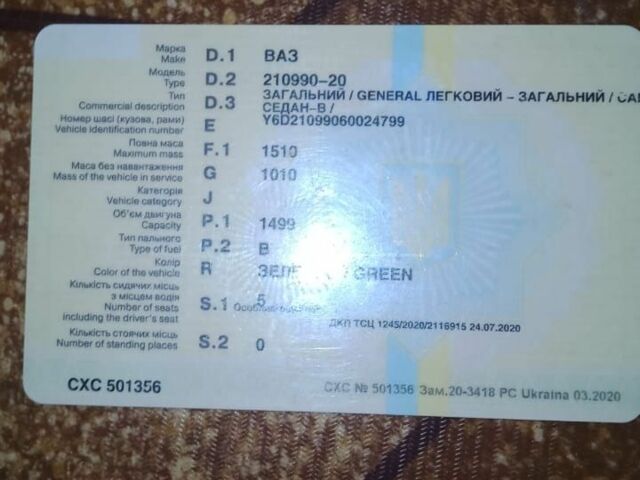 Марка
Make D.1 ВАЗ
Модель
Type D.2 210990-20
Тип
Commercial description D.3 ЗАГАЛЬНИЙ / GENERAL ЛЕГКОВИЙ – ЗАГАЛЬНИЙ /
СЕДАН-В /
Номер шасі (кузова, рами)
Vehicle identification number E Y6D21099060024799
Повна маса
Maximum mass F.1 1510
Маса без навантаження
Mass of the vehicle in service G 1010
Категорія
Vehicle category J
Об'єм двигуна
Capacity P.1 1499
Тип пального
Type of fuel P.2 B
Колір
Color of the vehicle R GREEN
Кількість сидячих місць
з місцем водія
Number of seats
including the driver's seat S.1 5
ДКП ТСЦ 1245/2020/2116915 24.07.2020
Кількість стоячих місць
Number of standing places S.2 0
СХС 501356
СХС № 501356 Зам.20-3418 РС Ukraina 03.2020